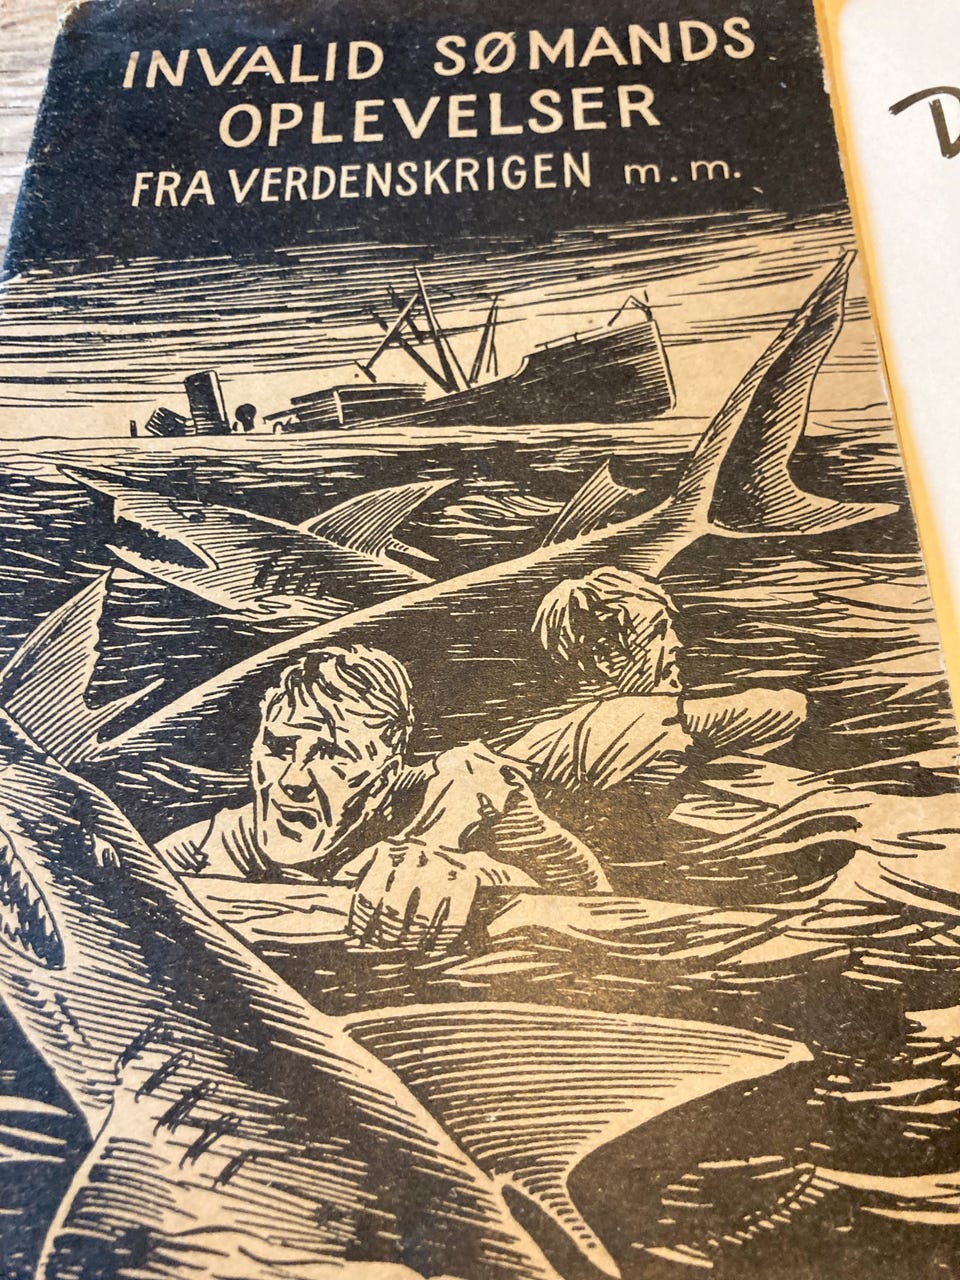 INVALID SØMANDS
OPLEVELSER
FRA VERDENSKRIGEN m.m.